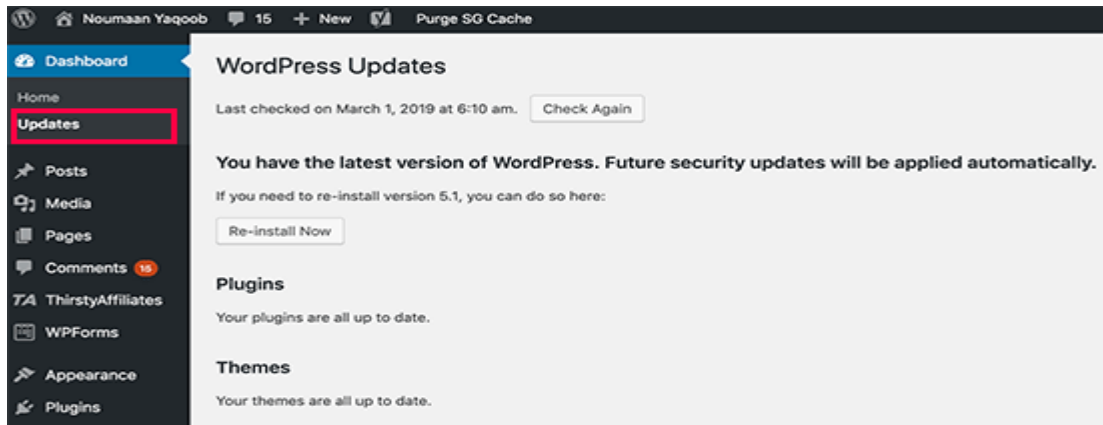 Noumaan Yaqoob 15 + New Purge SG Cache
Dashboard
Home
Updates
Posts
Media
Pages
Comments 15
TA ThirstyAffiliates
WPForms
Appearance
Plugins
WordPress Updates
Last checked on March 1, 2019 at 6:10 am. Check Again
You have the latest version of WordPress. Future security updates will be applied automatically.
If you need to re-install version 5.1, you can do so here:
Re-install Now
Plugins
Your plugins are all up to date.
Themes
Your themes are all up to date.